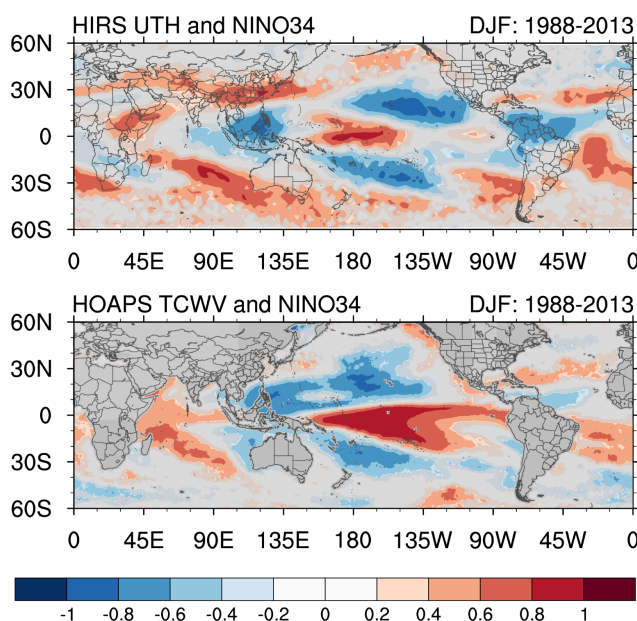 HIRS UTH and NINO34 DJF: 1988-2013
60N
30N
0
30S
60S
0 45E 90E 135E 180 135W 90W 45W 0
HOAPS TCWV and NINO34 DJF: 1988-2013
60N
30N
0
30S
60S
0 45E 90E 135E 180 135W 90W 45W 0
-1 -0.8 -0.6 -0.4 -0.2 0 0.2 0.4 0.6 0.8 1